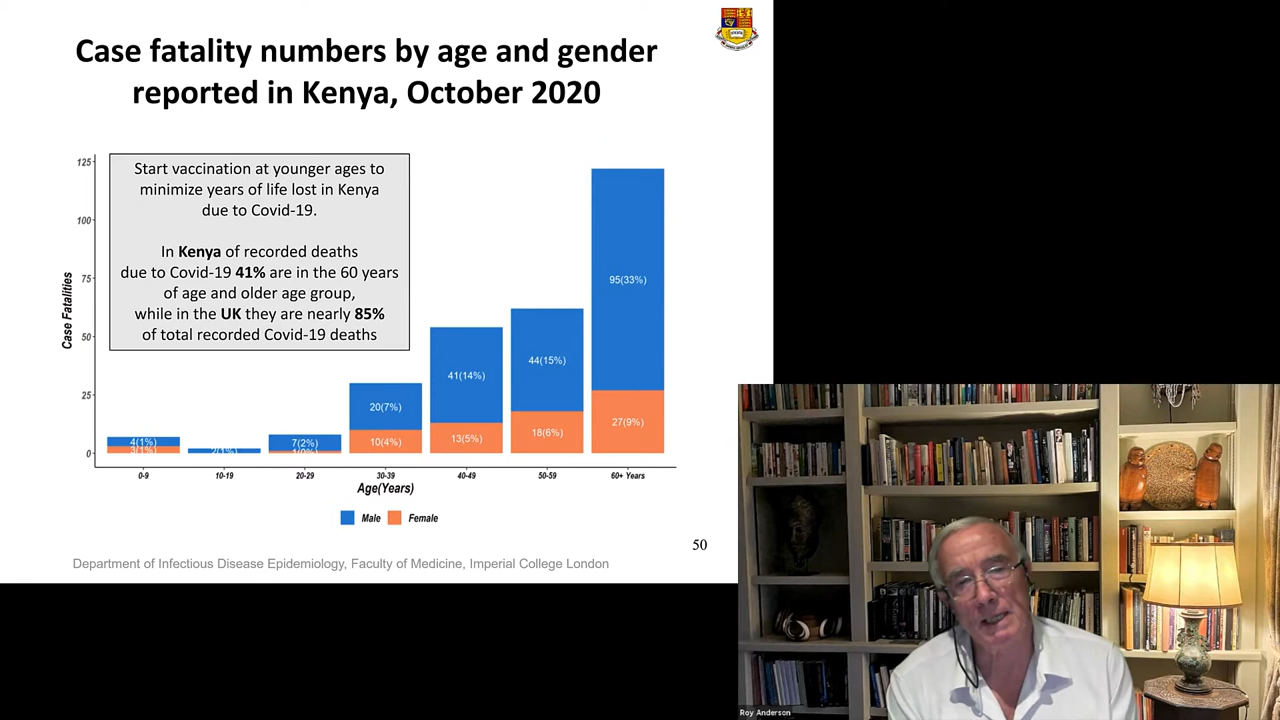 Case fatality numbers by age and gender
reported in Kenya, October 2020
Start vaccination at younger ages to
minimize years of life lost in Kenya
due to Covid-19.
In Kenya of recorded deaths
due to Covid-19 41% are in the 60 years
of age and older age group,
while in the UK they are nearly 85%
of total recorded Covid-19 deaths
Case Fatalities
125
100
75
50
25
0
4(1%)
3(1%)
2(1%)
7(2%)
1(0%)
20(7%)
10(4%)
41(14%)
13(5%)
44(15%)
18(6%)
95(33%)
27(9%)
0-9 10-19 20-29 30-39 40-49 50-59 60+ Years
Age(Years)
Male Female
50
Department of Infectious Disease Epidemiology, Faculty of Medicine, Imperial College London
Roy Anderson